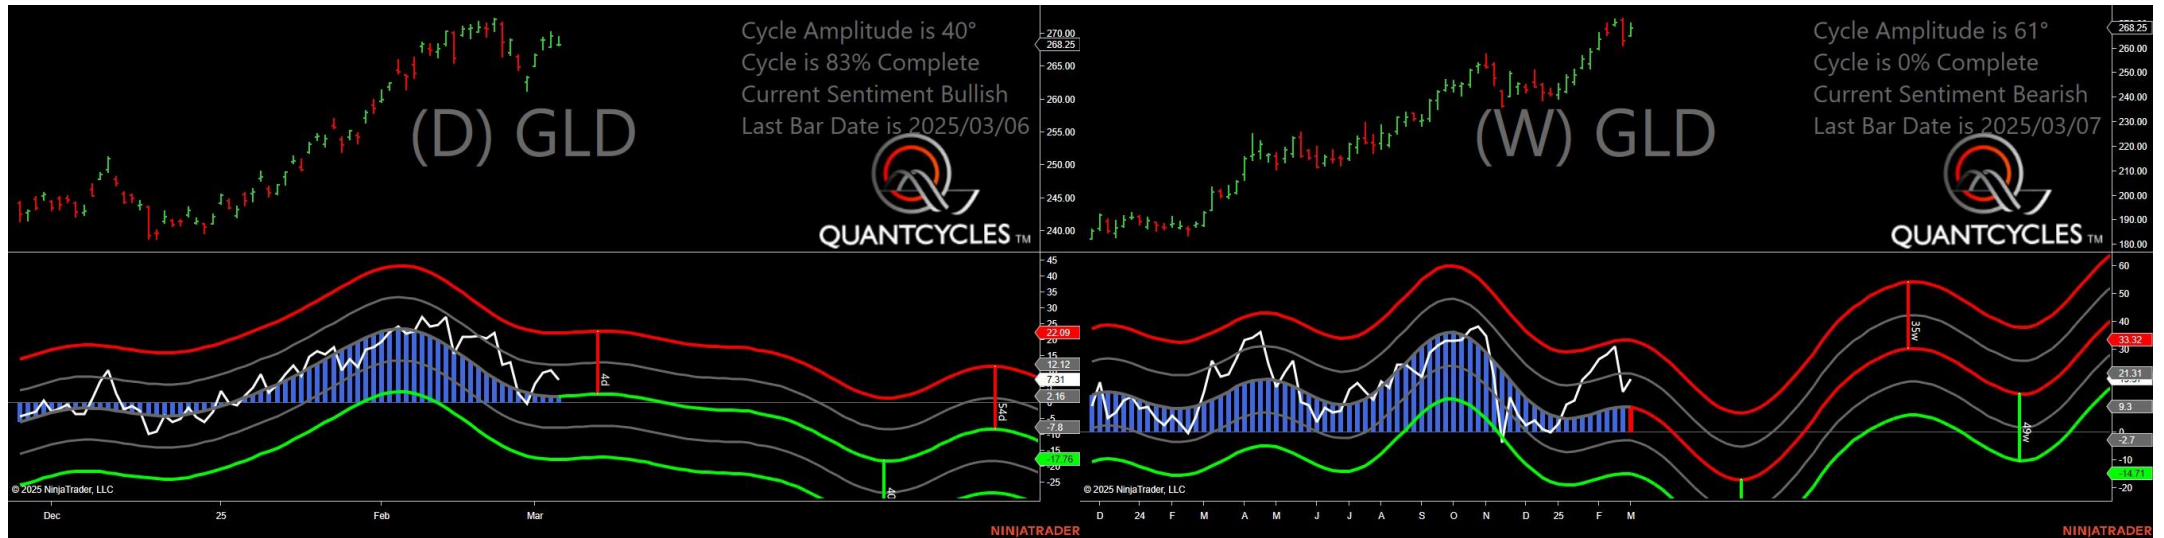 Cycle Amplitude is 40°
Cycle is 83% Complete
Current Sentiment Bullish
Last Bar Date is 2025/03/06
(D) GLD
QUANTCYCLES TM
270.00
268.25
265.00
260.00
255.00
250.00
245.00
240.00
45
40
35
30
25
22.09
20
15
12.12
7.31
2.16
-5
-7.8
-10
-15
-17.76
-20
-25
4d
54d
40
© 2025 NinjaTrader, LLC
Dec
25
Feb
Mar
NINJATRADER
Cycle Amplitude is 61°
Cycle is 0% Complete
Current Sentiment Bearish
Last Bar Date is 2025/03/07
(W) GLD
QUANTCYCLES TM
268.25
260.00
250.00
240.00
230.00
220.00
210.00
200.00
190.00
180.00
60
50
40
33.32
30
21.31
9.3
0
-2.7
-10
-14.71
-20
35w
49w
© 2025 NinjaTrader, LLC
D 24 F M A M J J A S O N D 25 F M
NINJATRADER